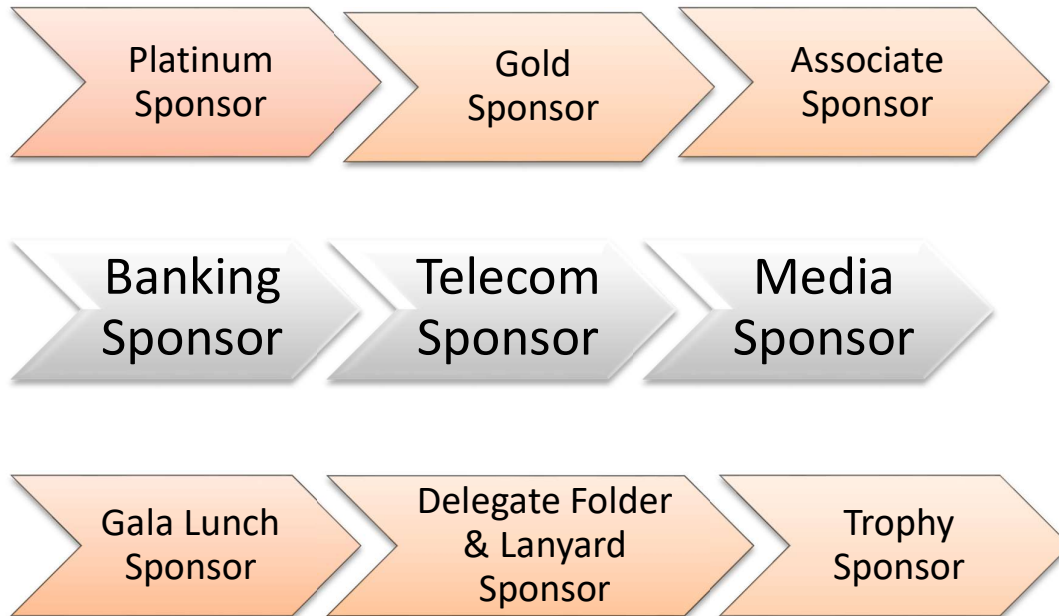 Platinum
Sponsor
Gold
Sponsor
Associate
Sponsor
Banking
Sponsor
Telecom
Sponsor
Media
Sponsor
Gala Lunch
Sponsor
Delegate Folder
& Lanyard
Sponsor
Trophy
Sponsor